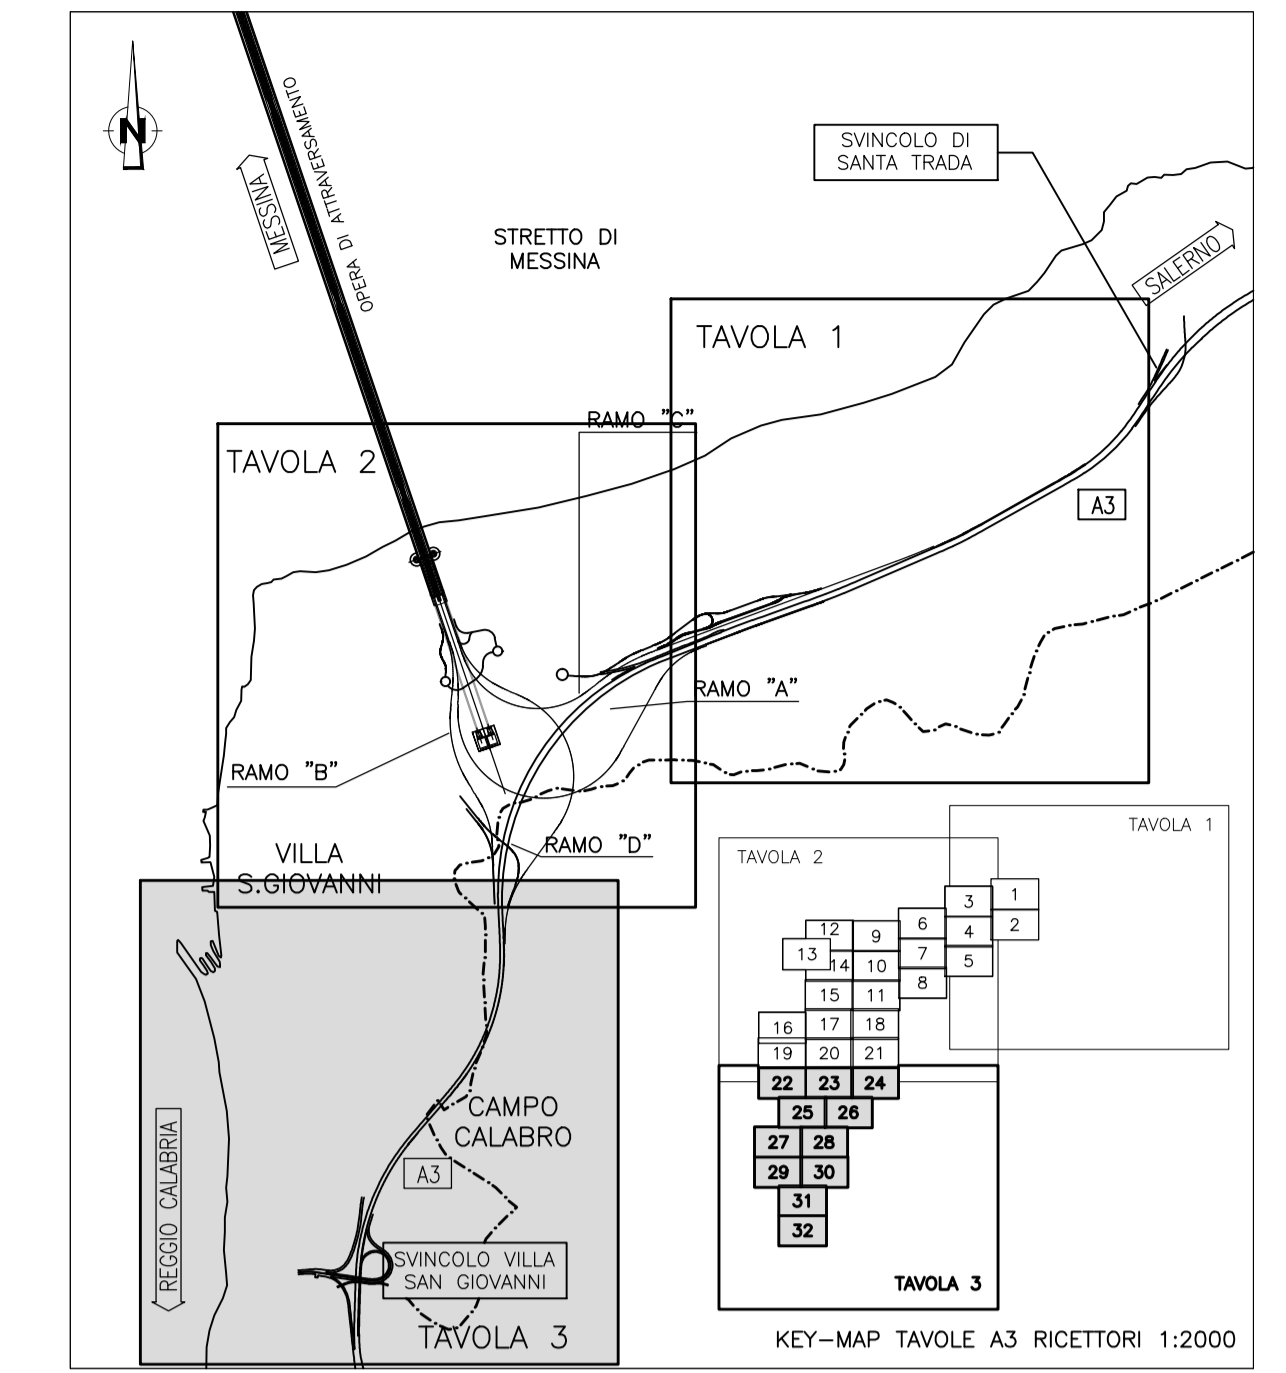 N
MESSINA
OPERA DI ATTRAVERSAMENTO
STRETTO DI
MESSINA
SVINCOLO DI
SANTA TRADA
SALERNO
TAVOLA 1
RAMO "C"
TAVOLA 2
A3
RAMO "A"
RAMO "B"
RAMO "D"
VILLA
S.GIOVANNI
CAMPO
CALABRO
A3
REGGIO CALABRIA
SVINCOLO VILLA
SAN GIOVANNI
TAVOLA 3
TAVOLA 1
TAVOLA 2
3 1
4 2
5
6
7
8
12 9
13 14 10
15 11
16 17 18
19 20 21
22 23 24
25 26
27 28
29 30
31
32
TAVOLA 3
KEY-MAP TAVOLE A3 RICETTORI 1:2000